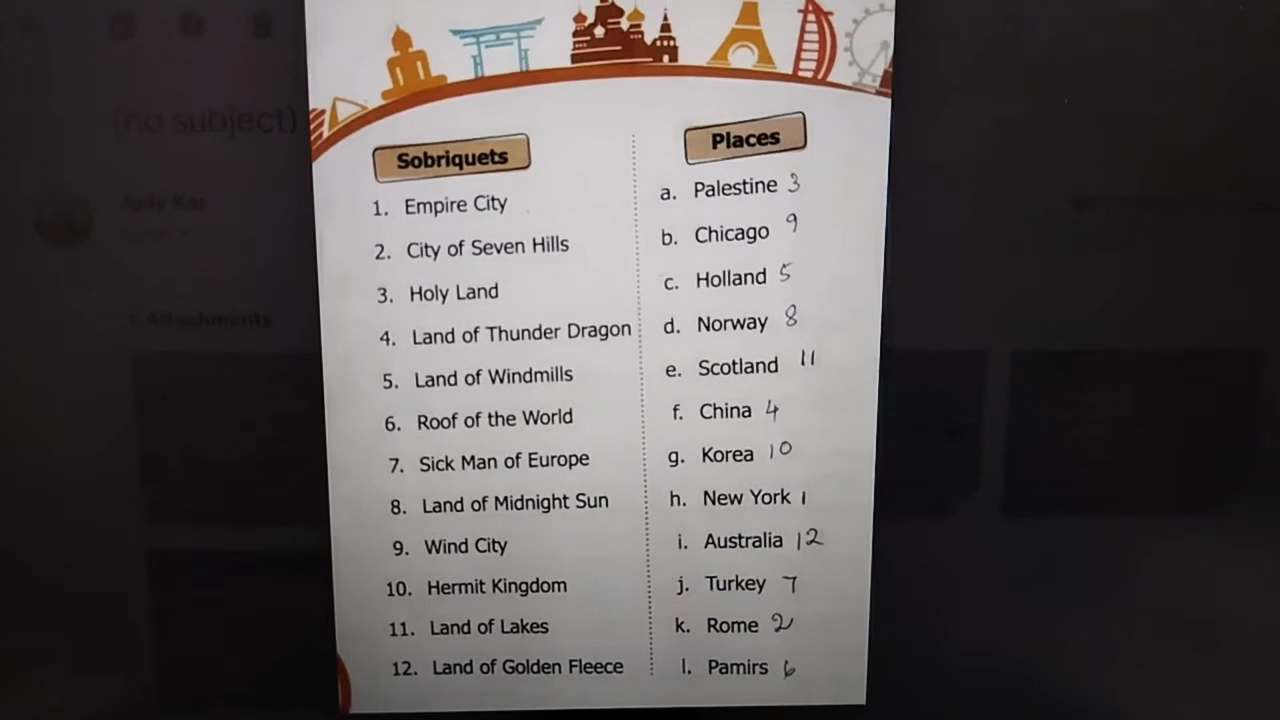 (no subject)
Sobriquets
1. Empire City
2. City of Seven Hills
3. Holy Land
4. Land of Thunder Dragon
5. Land of Windmills
6. Roof of the World
7. Sick Man of Europe
8. Land of Midnight Sun
9. Wind City
10. Hermit Kingdom
11. Land of Lakes
12. Land of Golden Fleece
Places
a. Palestine 3
b. Chicago 9
c. Holland 5
d. Norway 8
e. Scotland 11
f. China 4
g. Korea 10
h. New York 1
i. Australia 12
j. Turkey 7
k. Rome 2
l. Pamirs 6